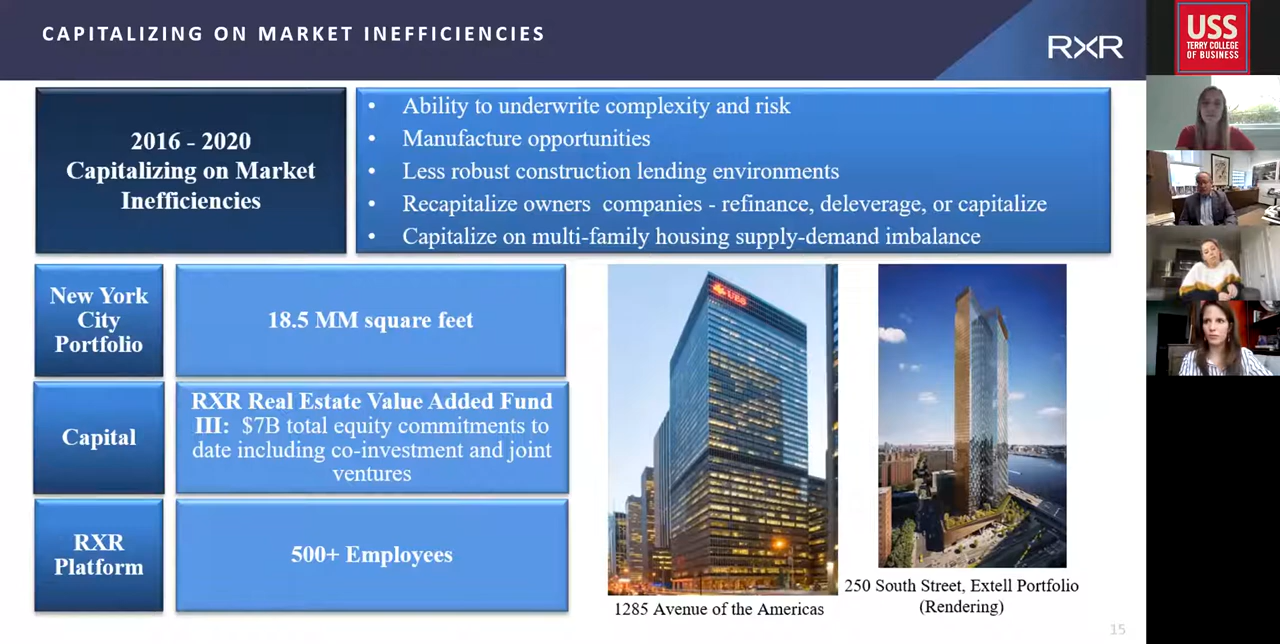 CAPITALIZING ON MARKET INEFFICIENCIES
RXR
USS
TERRY COLLEGE
OF BUSINESS
2016 - 2020
Capitalizing on Market
Inefficiencies
• Ability to underwrite complexity and risk
• Manufacture opportunities
• Less robust construction lending environments
• Recapitalize owners companies - refinance, deleverage, or capitalize
• Capitalize on multi-family housing supply-demand imbalance
New York
City
Portfolio
18.5 MM square feet
Capital
RXR Real Estate Value Added Fund
III: $7B total equity commitments to
date including co-investment and joint
ventures
RXR
Platform
500+ Employees
UBS
1285 Avenue of the Americas
250 South Street, Extell Portfolio
(Rendering)
15